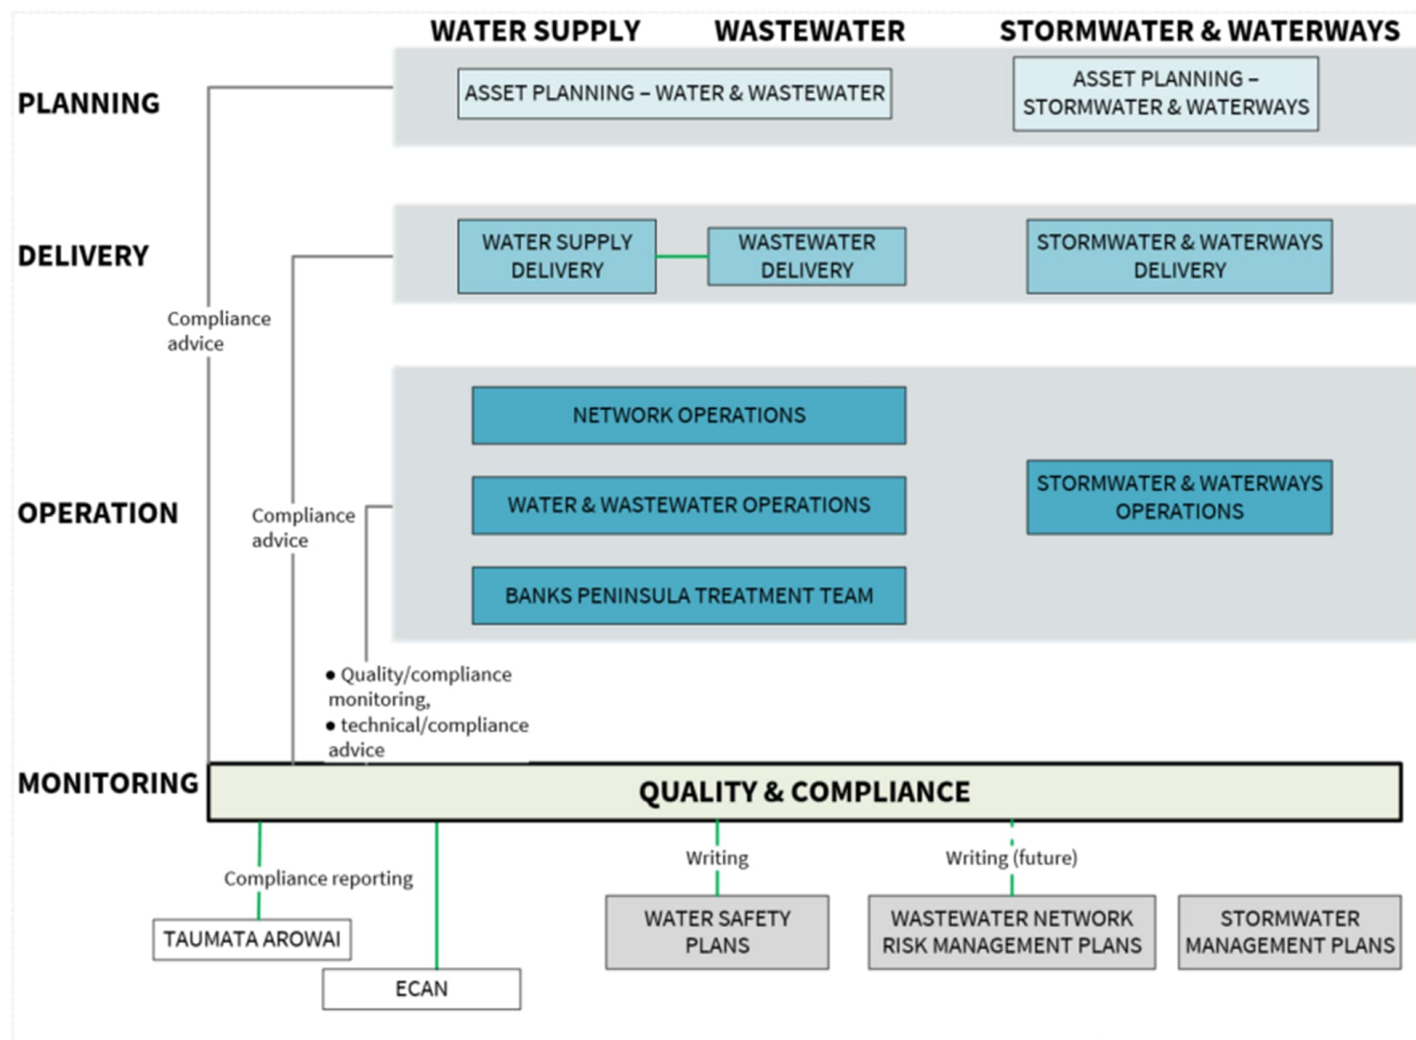 WATER SUPPLY
WASTEWATER
STORMWATER & WATERWAYS
PLANNING
ASSET PLANNING – WATER & WASTEWATER
ASSET PLANNING –
STORMWATER & WATERWAYS
DELIVERY
WATER SUPPLY
DELIVERY
WASTEWATER
DELIVERY
STORMWATER & WATERWAYS
DELIVERY
Compliance
advice
OPERATION
NETWORK OPERATIONS
WATER & WASTEWATER OPERATIONS
BANKS PENINSULA TREATMENT TEAM
STORMWATER & WATERWAYS
OPERATIONS
Compliance
advice
● Quality/compliance
monitoring,
● technical/compliance
advice
MONITORING
QUALITY & COMPLIANCE
Compliance reporting
Writing
Writing (future)
TAUMATA AROWAI
ECAN
WATER SAFETY
PLANS
WASTEWATER NETWORK
RISK MANAGEMENT PLANS
STORMWATER
MANAGEMENT PLANS